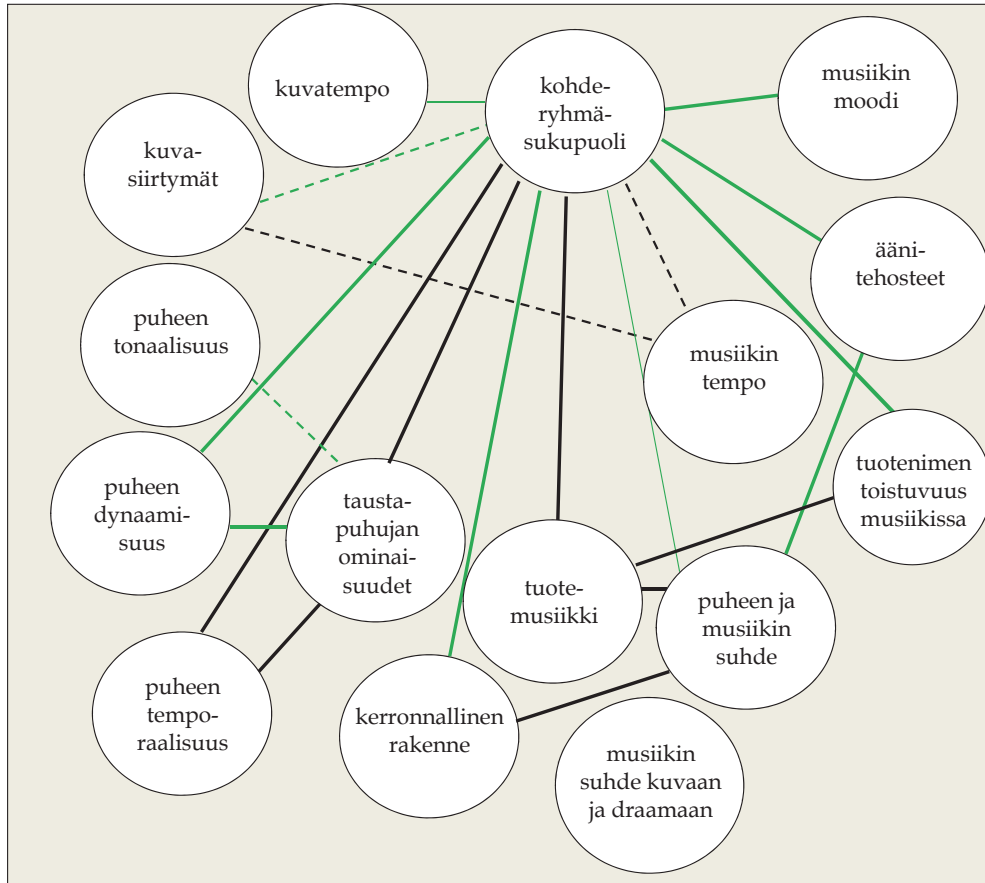 kuvatempo
kohde-
ryhmä-
sukupuoli
musiikin
moodi
kuva-
siirtymät
ääni-
tehosteet
puheen
tonaalisuus
musiikin
tempo
puheen
dynaami-
suus
tausta-
puhujan
ominai-
suudet
tuotenimen
toistuvuus
musiikissa
tuote-
musiikki
puheen ja
musiikin
suhde
puheen
tempo-
raalisuus
kerronnallinen
rakenne
musiikin
suhde kuvaan
ja draamaan